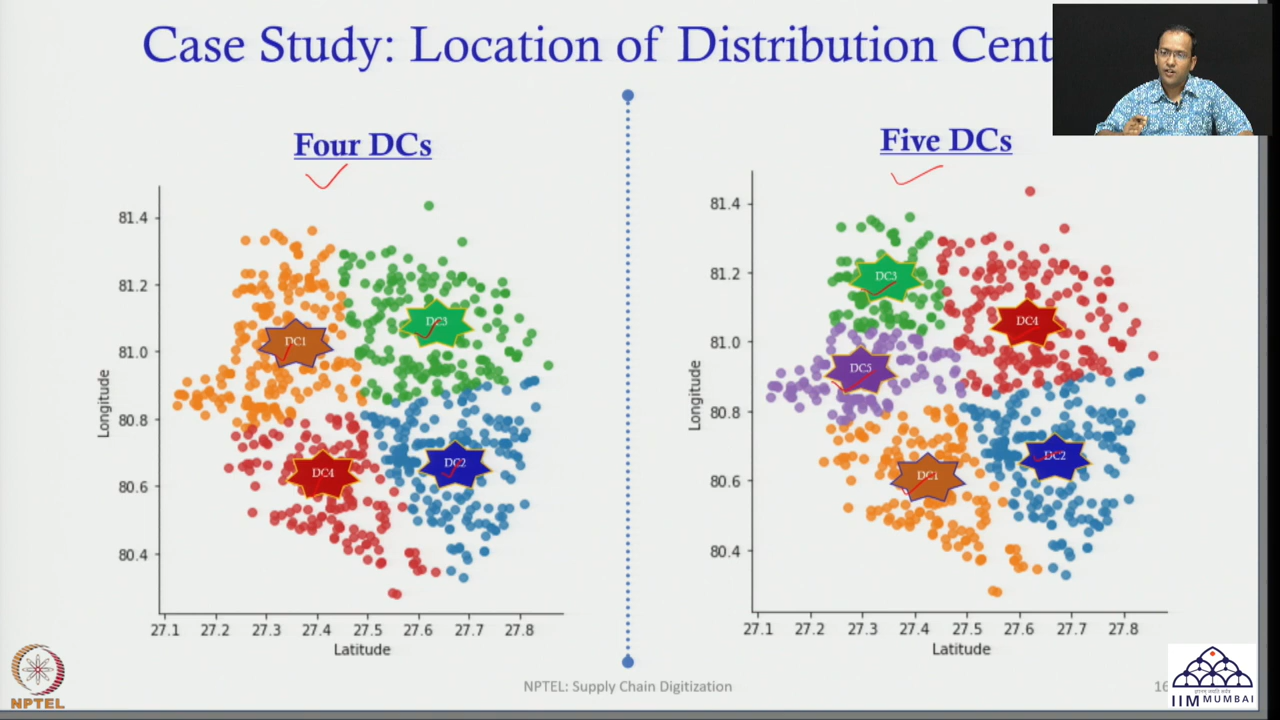 Case Study: Location of Distribution Cent
Four DCs
81.4
81.2
81.0
80.8
80.6
80.4
Longitude
DC1
DC3
DC4
DC2
27.1 27.2 27.3 27.4 27.5 27.6 27.7 27.8
Latitude
Five DCs
81.4
81.2
81.0
80.8
80.6
80.4
Longitude
DC3
DC4
DC5
DC1
DC2
27.1 27.2 27.3 27.4 27.5 27.6 27.7 27.8
Latitude
NPTEL
NPTEL: Supply Chain Digitization
16
IIM MUMBAI